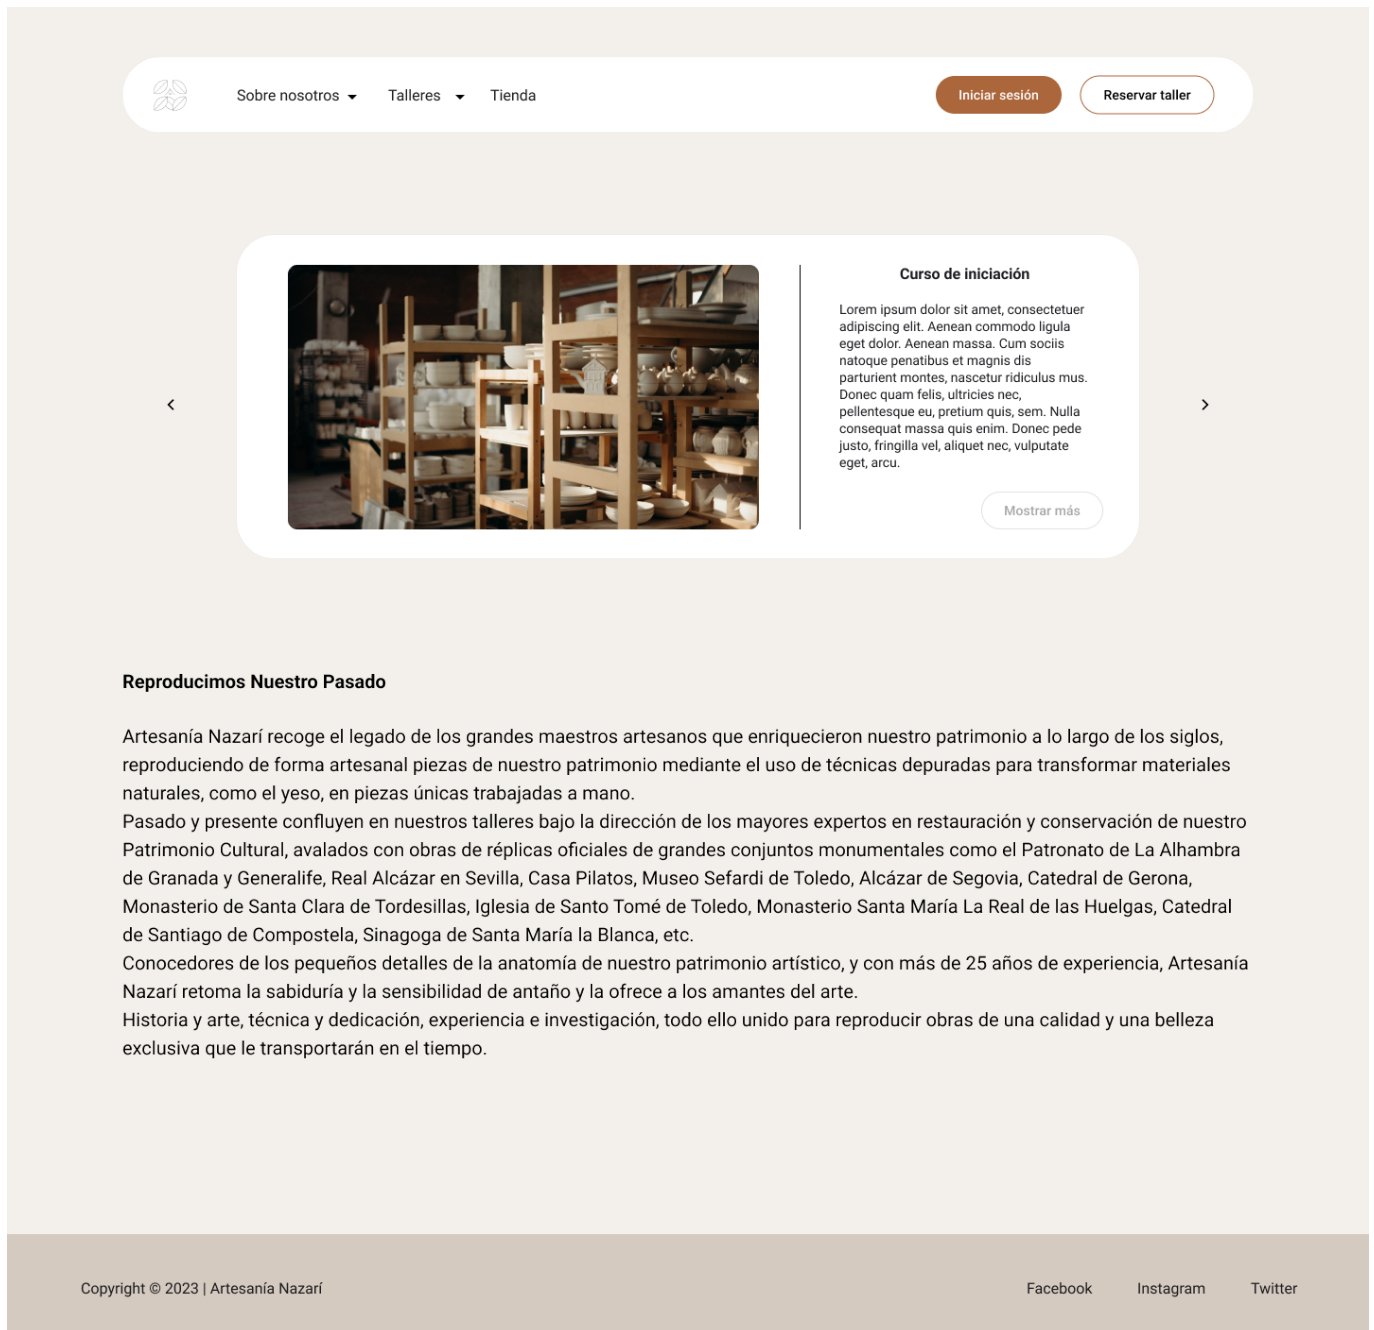 Sobre nosotros
Talleres
Tienda
Iniciar sesión
Reservar taller
Curso de iniciación
Lorem ipsum dolor sit amet, consectetuer
adipiscing elit. Aenean commodo ligula
eget dolor. Aenean massa. Cum sociis
natoque penatibus et magnis dis
parturient montes, nascetur ridiculus mus.
Donec quam felis, ultricies nec,
pellentesque eu, pretium quis, sem. Nulla
consequat massa quis enim. Donec pede
justo, fringilla vel, aliquet nec, vulputate
eget, arcu.
Mostrar más
Reproducimos Nuestro Pasado
Artesanía Nazarí recoge el legado de los grandes maestros artesanos que enriquecieron nuestro patrimonio a lo largo de los siglos,
reproduciendo de forma artesanal piezas de nuestro patrimonio mediante el uso de técnicas depuradas para transformar materiales
naturales, como el yeso, en piezas únicas trabajadas a mano.
Pasado y presente confluyen en nuestros talleres bajo la dirección de los mayores expertos en restauración y conservación de nuestro
Patrimonio Cultural, avalados con obras de réplicas oficiales de grandes conjuntos monumentales como el Patronato de La Alhambra
de Granada y Generalife, Real Alcázar en Sevilla, Casa Pilatos, Museo Sefardi de Toledo, Alcázar de Segovia, Catedral de Gerona,
Monasterio de Santa Clara de Tordesillas, Iglesia de Santo Tomé de Toledo, Monasterio Santa María La Real de las Huelgas, Catedral
de Santiago de Compostela, Sinagoga de Santa María la Blanca, etc.
Conocedores de los pequeños detalles de la anatomía de nuestro patrimonio artístico, y con más de 25 años de experiencia, Artesanía
Nazarí retoma la sabiduría y la sensibilidad de antaño y la ofrece a los amantes del arte.
Historia y arte, técnica y dedicación, experiencia e investigación, todo ello unido para reproducir obras de una calidad y una belleza
exclusiva que le transportarán en el tiempo.
Copyright © 2023 | Artesanía Nazarí
Facebook
Instagram
Twitter